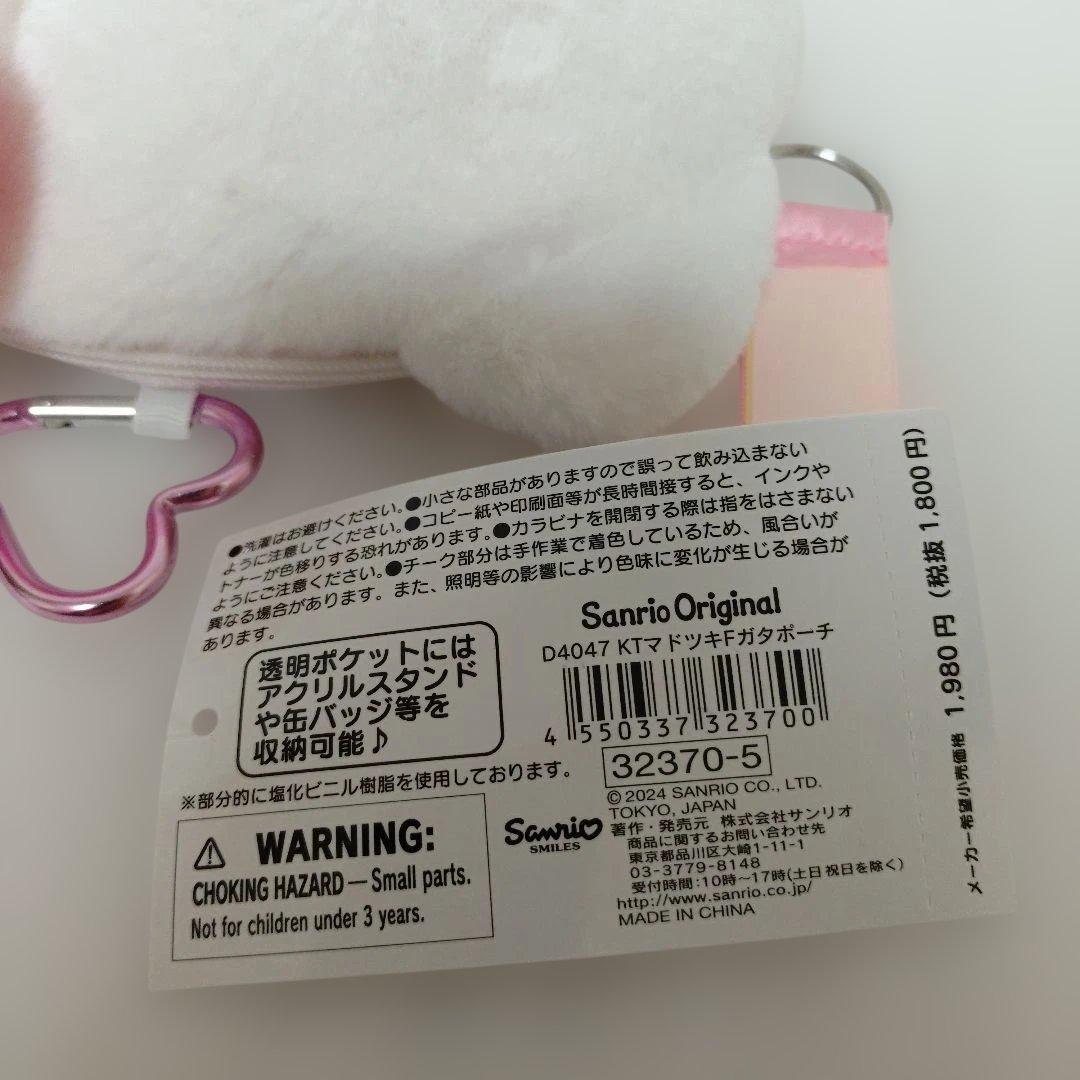 ●洗濯はお避けください。●小さな部品がありますので誤って飲み込まない
ように注意してください。●コピー紙や印刷面等が長時間接すると、インクや
トナーが色移りする恐れがあります。●カラビナを開閉する際は指をはさまない
ようにご注意ください。●チーク部分は手作業で着色しているため、風合いが
異なる場合があります。また、照明等の影響により色味に変化が生じる場合が
あります。
透明ポケットには
アクリルスタンド
や缶バッジ等を
収納可能♪
※部分的に塩化ビニル樹脂を使用しております。
WARNING:
CHOKING HAZARD — Small parts.
Not for children under 3 years.
Sanrio Original
D4047 KTマドツキFガタポーチ
4 550337 323700
32370-5
© 2024 SANRIO CO., LTD.
TOKYO, JAPAN
Sanrio
SMILES
著作・発売元 株式会社サンリオ
商品に関するお問い合わせ先
東京都品川区大崎1-11-1
03-3779-8148
受付時間:10時~17時(土日祝日を除く)
http://www.sanrio.co.jp/
MADE IN CHINA
メーカー希望小売価格 1,980円(税抜1,800円)